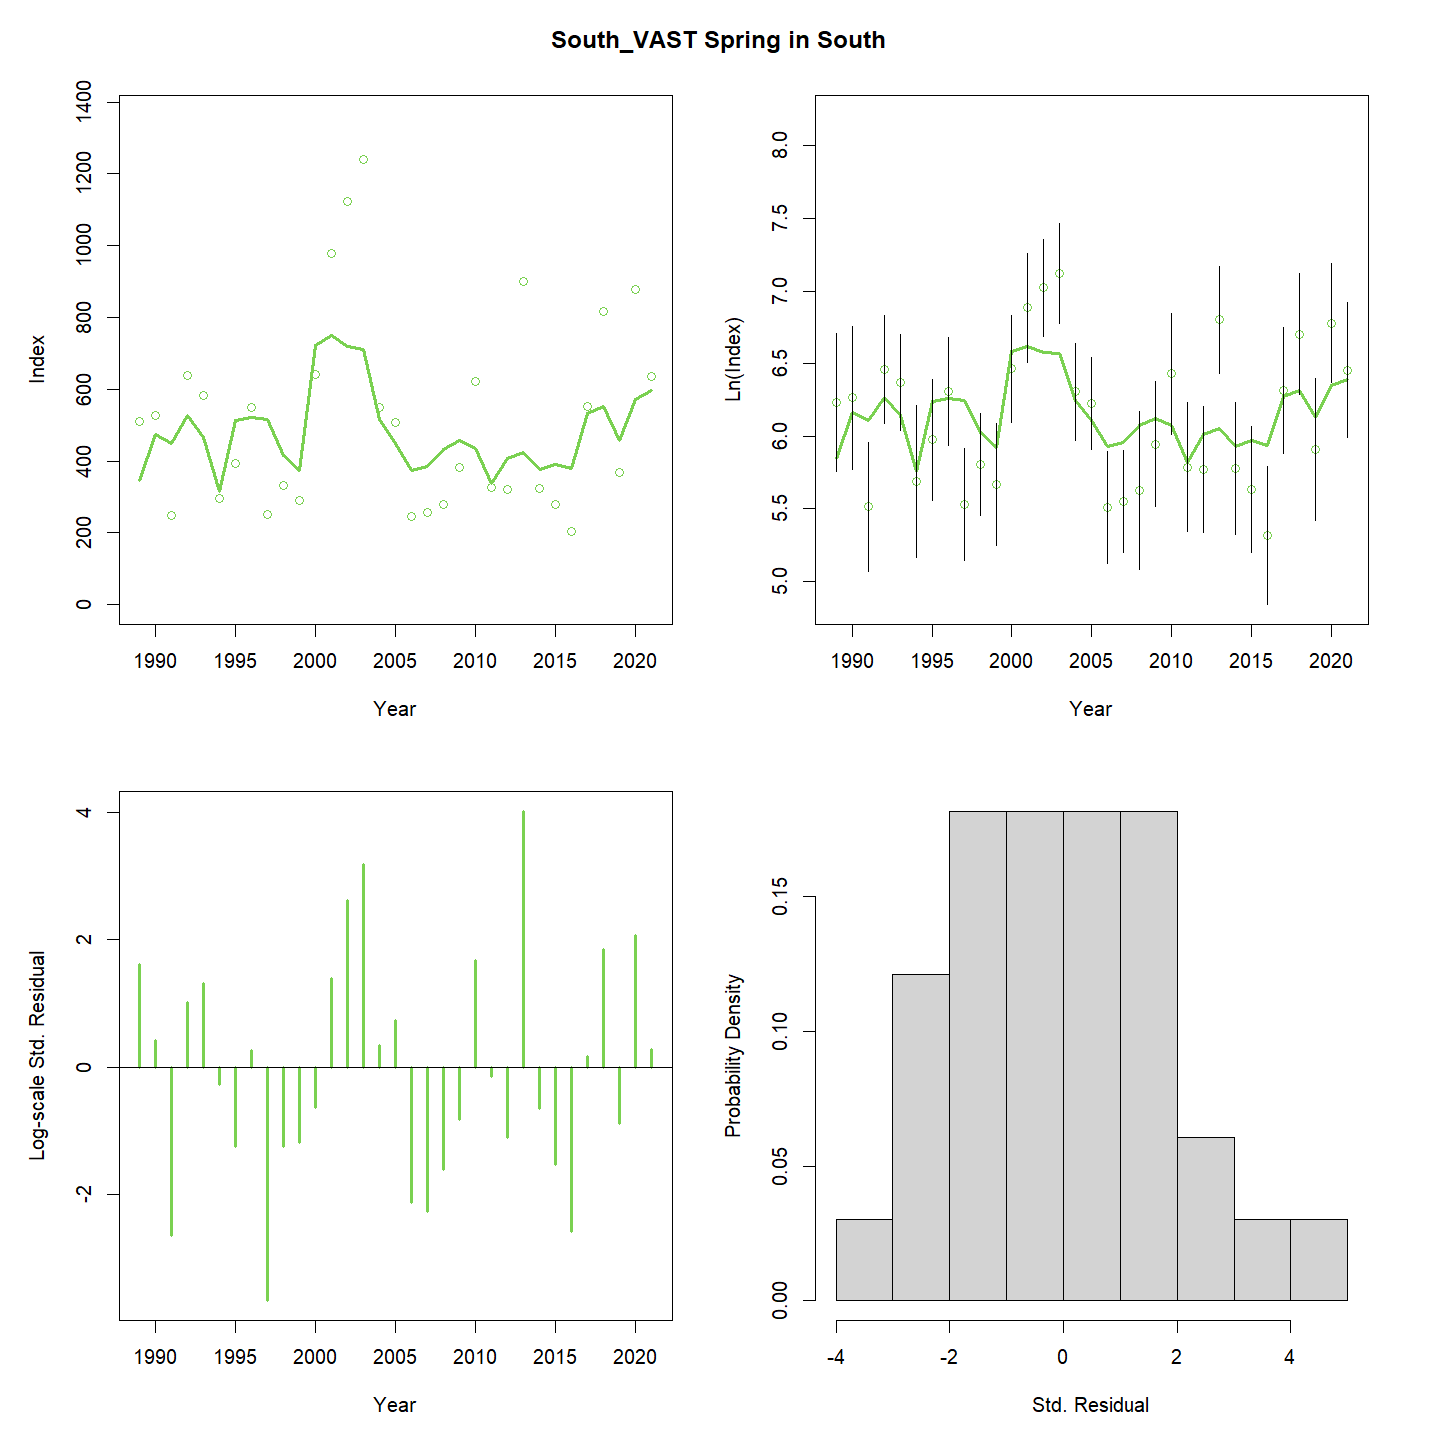 South_VAST Spring in South
Index
0
200
400
600
800
1000
1200
1400
1990 1995 2000 2005 2010 2015 2020
Year
Ln(Index)
5.0
5.5
6.0
6.5
7.0
7.5
8.0
1990 1995 2000 2005 2010 2015 2020
Year
Log-scale Std. Residual
-2
0
2
4
1990 1995 2000 2005 2010 2015 2020
Year
Probability Density
0.00
0.05
0.10
0.15
-4 -2 0 2 4
Std. Residual